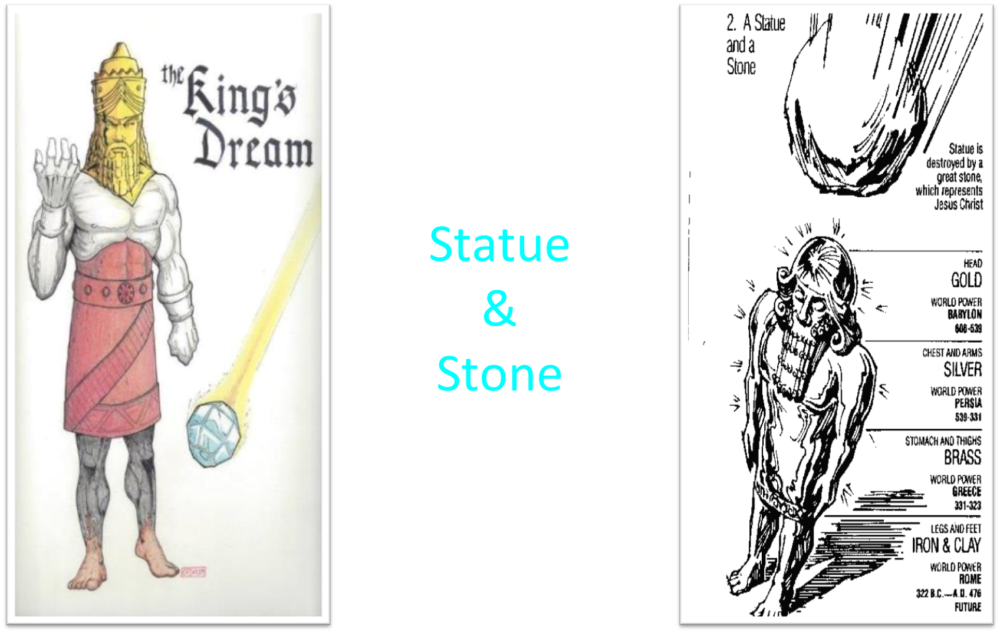 the
King's
Dream
Statue
&
Stone
2. A Statue
and a
Stone
Statue is
destroyed by a
great stone,
which represents
Jesus Christ
HEAD
GOLD
WORLD POWER
BABYLON
606-539
CHEST AND ARMS
SILVER
WORLD POWER
PERSIA
539-331
STOMACH AND THIGHS
BRASS
WORLD POWER
GREECE
331-323
LEGS AND FEET
IRON & CLAY
WORLD POWER
ROME
322 B.C.—A.D. 476
FUTURE